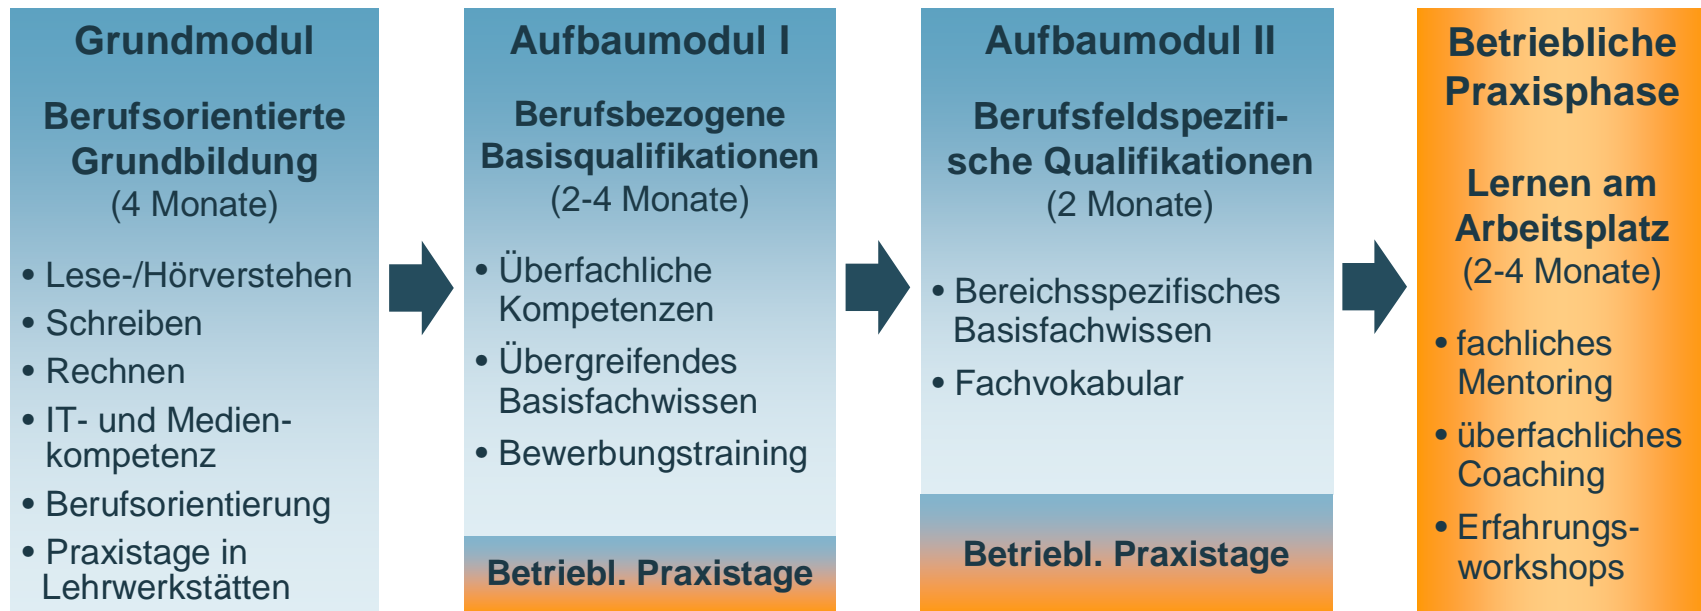 Grundmodul
Berufsorientierte
Grundbildung
(4 Monate)
• Lese-/Hörverstehen
• Schreiben
• Rechnen
• IT- und Medien-
kompetenz
• Berufsorientierung
• Praxistage in
Lehrwerkstätten
Aufbaumodul I
Berufsbezogene
Basisqualifikationen
(2-4 Monate)
• Überfachliche
Kompetenzen
• Übergreifendes
Basisfachwissen
• Bewerbungstraining
Betriebl. Praxistage
Aufbaumodul II
Berufsfeldspezifi-
sche Qualifikationen
(2 Monate)
• Bereichsspezifisches
Basisfachwissen
• Fachvokabular
Betriebl. Praxistage
Betriebliche
Praxisphase
Lernen am
Arbeitsplatz
(2-4 Monate)
• fachliches
Mentoring
• überfachliches
Coaching
• Erfahrungs-
workshops